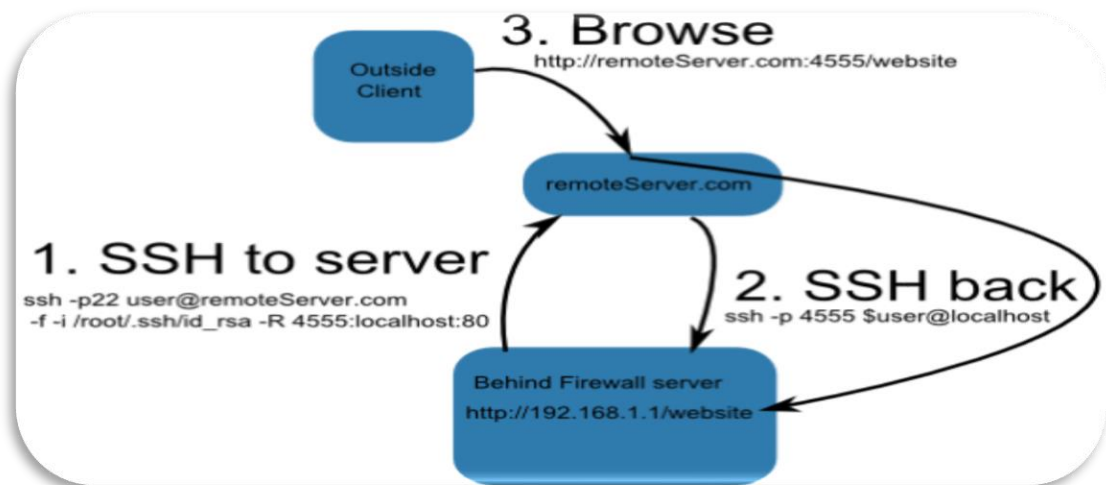 3. Browse
http://remoteServer.com:4555/website
Outside
Client
remoteServer.com
1. SSH to server
ssh -p22 user@remoteServer.com
-f -i /root/.ssh/id_rsa -R 4555:localhost:80
2. SSH back
ssh -p 4555 $user@localhost
Behind Firewall server
http://192.168.1.1/website